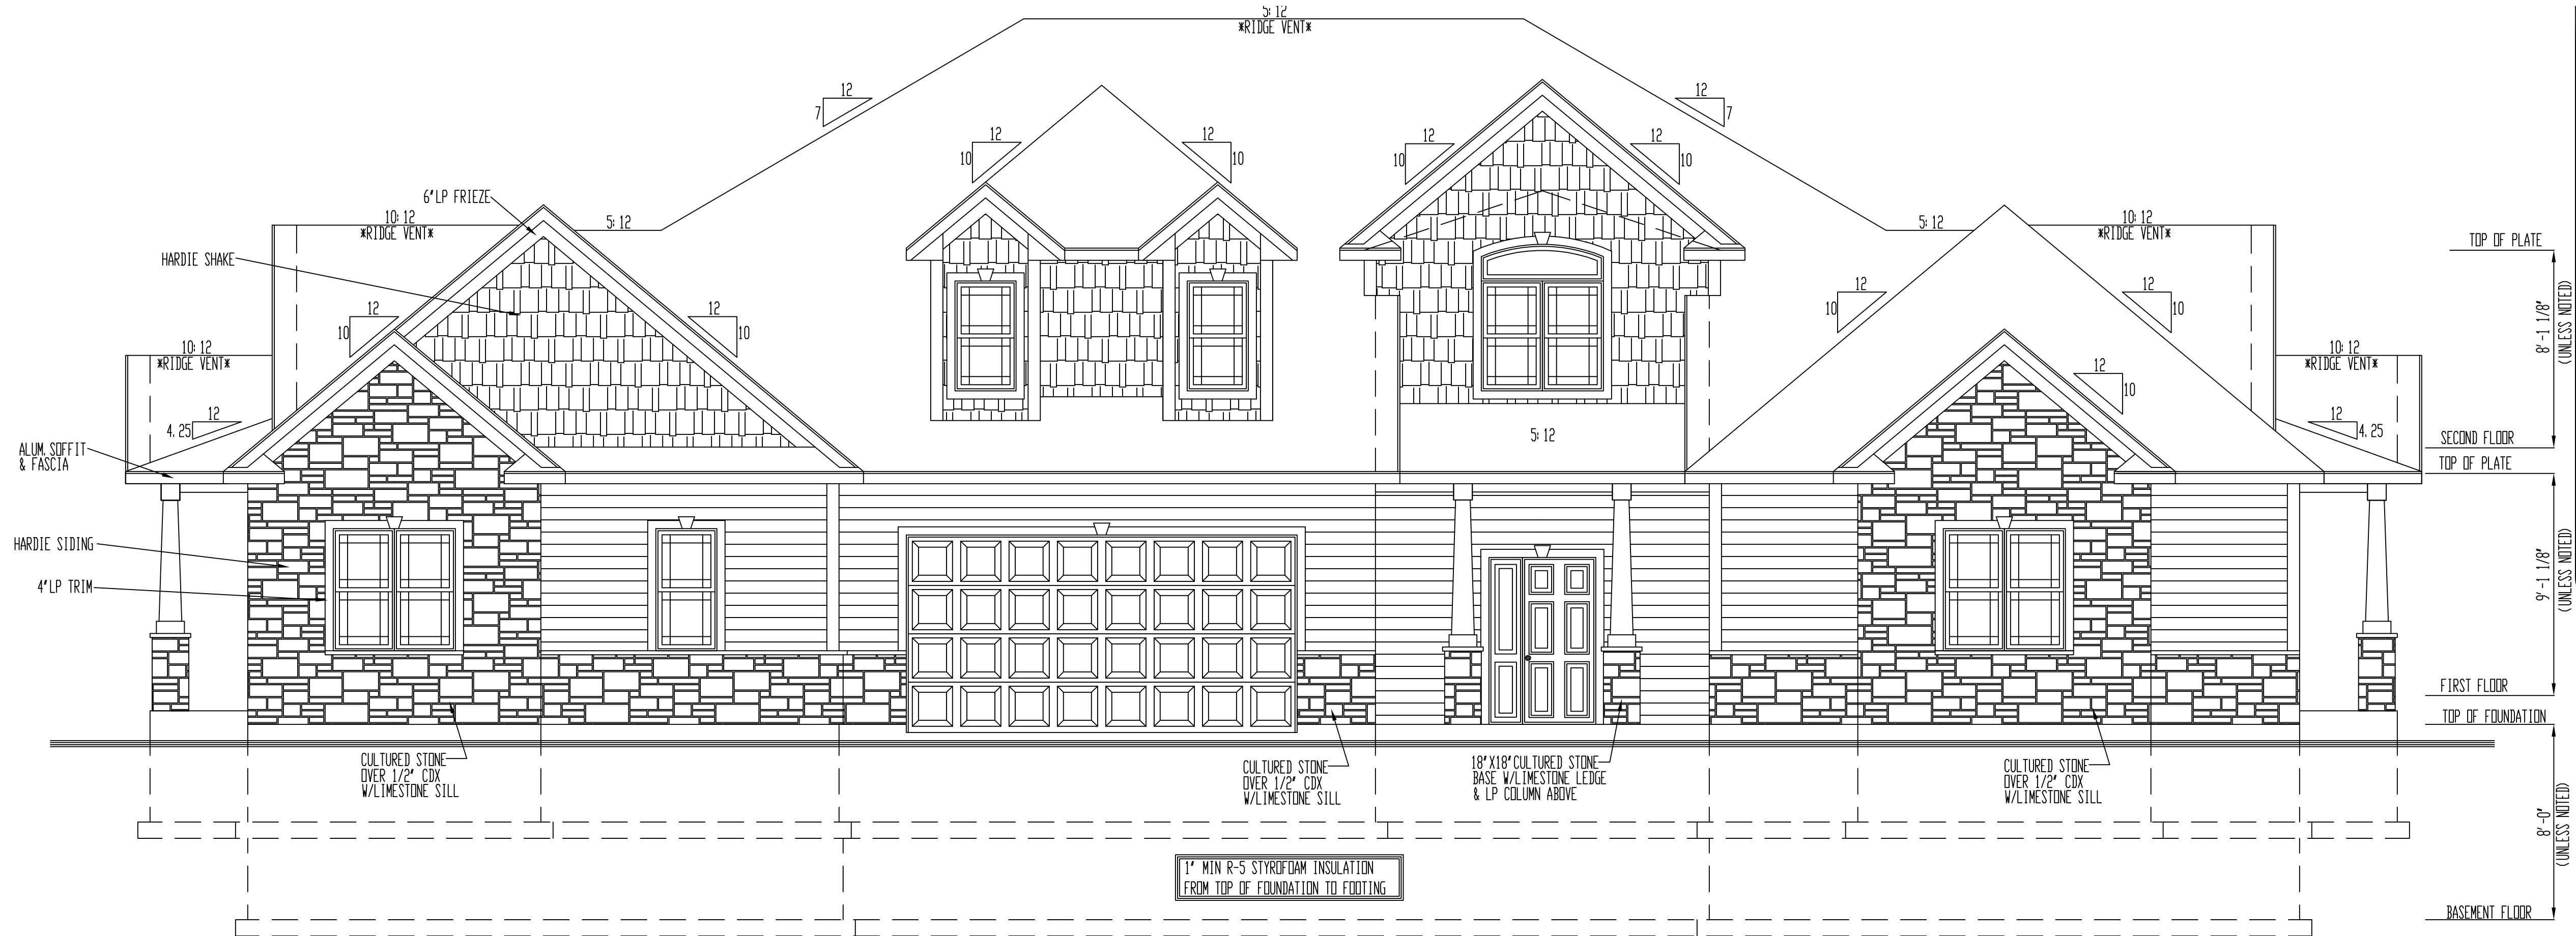 5:12
*RIDGE VENT*
12
7
12
7
12
10
12
10
12
10
12
10
6" LP FRIEZE
10:12
*RIDGE VENT*
5:12
5:12
10:12
*RIDGE VENT*
TOP OF PLATE
HARDIE SHAKE
12
10
12
10
12
10
12
10
8'-1 1/8"
(UNLESS NOTED)
10:12
*RIDGE VENT*
10:12
*RIDGE VENT*
12
10
12
4.25
12
4.25
5:12
SECOND FLOOR
ALUM. SOFFIT
& FASCIA
TOP OF PLATE
HARDIE SIDING
4" LP TRIM
9'-1 1/8"
(UNLESS NOTED)
FIRST FLOOR
TOP OF FOUNDATION
CULTURED STONE
OVER 1/2" CDX
W/LIMESTONE SILL
CULTURED STONE
OVER 1/2" CDX
W/LIMESTONE SILL
18"X18" CULTURED STONE
BASE W/LIMESTONE LEDGE
& LP COLUMN ABOVE
CULTURED STONE
OVER 1/2" CDX
W/LIMESTONE SILL
8'-0"
(UNLESS NOTED)
1" MIN R-5 STYROFOAM INSULATION
FROM TOP OF FOUNDATION TO FOOTING
BASEMENT FLOOR